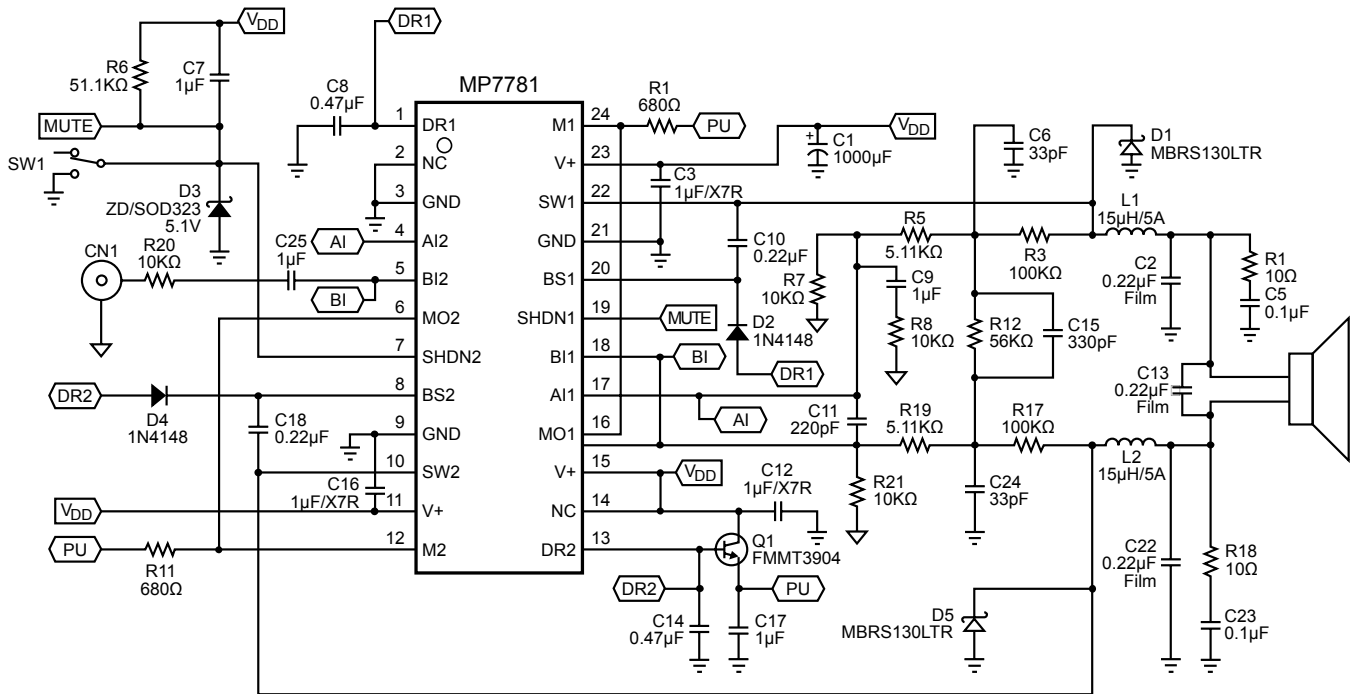 V_DD
DR1
R6
51.1KΩ
C7
1µF
C8
0.47µF
MP7781
R1
680Ω
PU
V_DD
C1
1000µF
+
C6
33pF
D1
MBRS130LTR
MUTE
SW1
1
DR1
2
NC
3
GND
4
AI2
5
BI2
6
MO2
7
SHDN2
8
BS2
9
GND
10
SW2
11
V+
12
M2
24
M1
23
V+
22
SW1
21
GND
20
BS1
19
SHDN1
18
BI1
17
AI1
16
MO1
15
V+
14
NC
13
DR2
C3
1µF/X7R
D3
ZD/SOD323
5.1V
AI
CN1
R20
10KΩ
C25
1µF
BI
C10
0.22µF
R7
10KΩ
R5
5.11KΩ
R3
100KΩ
L1
15µH/5A
C9
1µF
C2
0.22µF
Film
R1
10Ω
C5
0.1µF
MUTE
D2
1N4148
R8
10KΩ
R12
56KΩ
C15
330pF
BI
DR1
C13
0.22µF
Film
DR2
D4
1N4148
C18
0.22µF
AI
C11
220pF
R19
5.11KΩ
R17
100KΩ
L2
15µH/5A
C16
1µF/X7R
V_DD
C12
1µF/X7R
R21
10KΩ
C24
33pF
V_DD
PU
R11
680Ω
Q1
FMMT3904
C22
0.22µF
Film
R18
10Ω
DR2
PU
C14
0.47µF
C17
1µF
D5
MBRS130LTR
C23
0.1µF